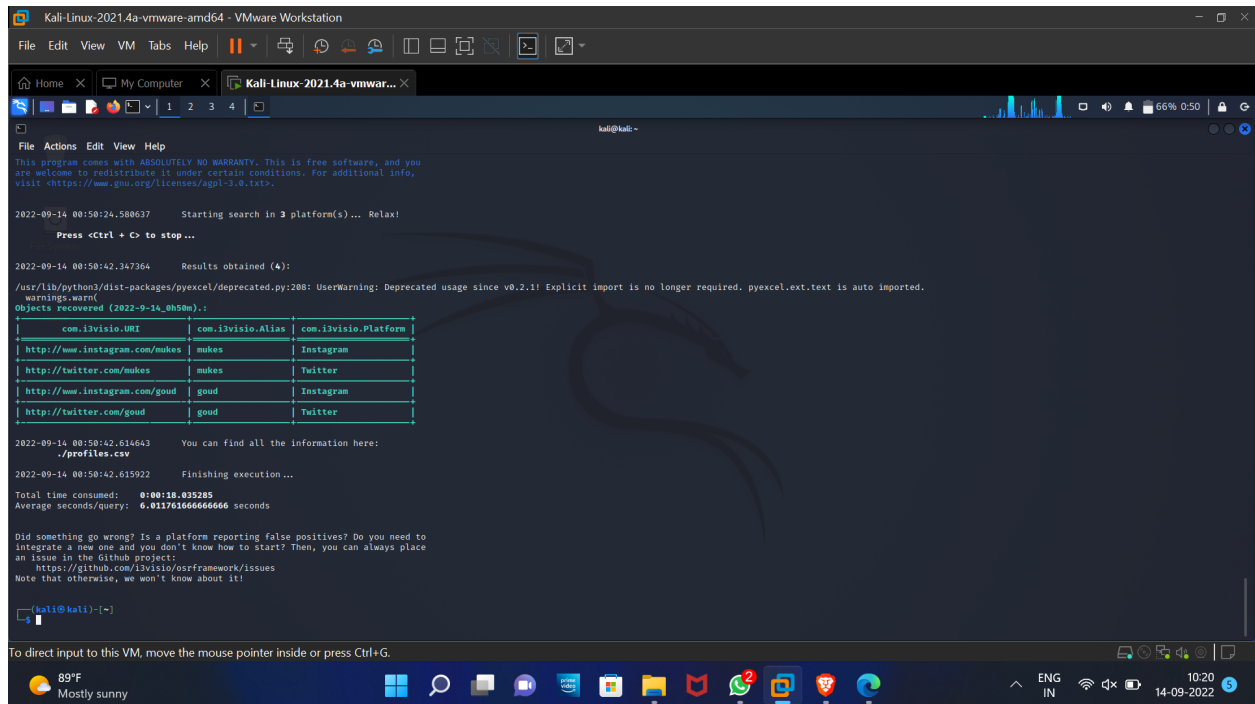 Kali-Linux-2021.4a-vmware-amd64 - VMware Workstation
File Edit View VM Tabs Help
Home My Computer Kali-Linux-2021.4a-vmwar...
1 2 3 4 66% 0:50
kali@kali: ~
File Actions Edit View Help
This program comes with ABSOLUTELY NO WARRANTY. This is free software, and you
are welcome to redistribute it under certain conditions. For additional info,
visit <https://www.gnu.org/licenses/agpl-3.0.txt>.
2022-09-14 00:50:24.580637 Starting search in 3 platform(s)... Relax!
Press <Ctrl + C> to stop...
2022-09-14 00:50:42.347364 Results obtained (4):
/usr/lib/python3/dist-packages/pyexcel/deprecated.py:208: UserWarning: Deprecated usage since v0.2.1! Explicit import is no longer required. pyexcel.ext.text is auto imported.
warnings.warn(
Objects recovered (2022-9-14_0h50m).:
com.i3visio.URI | com.i3visio.Alias | com.i3visio.Platform
http://www.instagram.com/mukes | mukes | Instagram
http://twitter.com/mukes | mukes | Twitter
http://www.instagram.com/goud | goud | Instagram
http://twitter.com/goud | goud | Twitter
2022-09-14 00:50:42.614643 You can find all the information here:
./profiles.csv
2022-09-14 00:50:42.615922 Finishing execution...
Total time consumed: 0:00:18.035285
Average seconds/query: 6.011761666666666 seconds
Did something go wrong? Is a platform reporting false positives? Do you need to
integrate a new one and you don't know how to start? Then, you can always place
an issue in the Github project:
https://github.com/i3visio/osrframework/issues
Note that otherwise, we won't know about it!
(kali㉿kali)-[~]
$
To direct input to this VM, move the mouse pointer inside or press Ctrl+G.
89°F
Mostly sunny
prime video
2
ENG
IN
10:20
14-09-2022
5